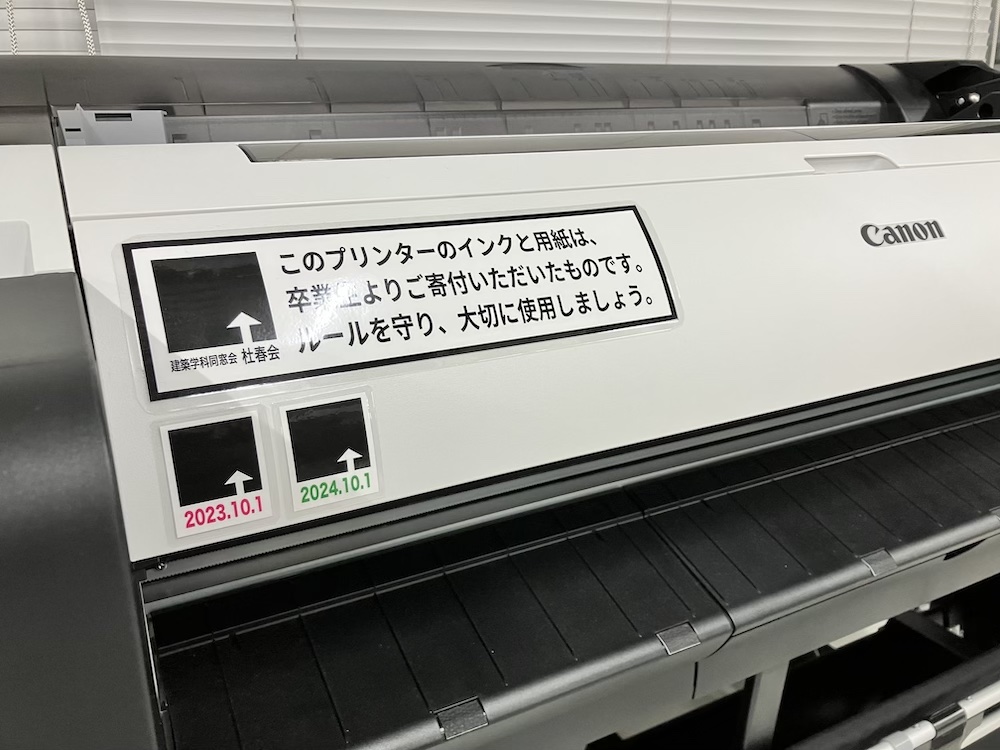 このプリンターのインクと用紙は、
卒業生よりご寄付いただいたものです。
ルールを守り、大切に使用しましょう。
建築学科同窓会 杜春会
Canon
2023.10.1
2024.10.1